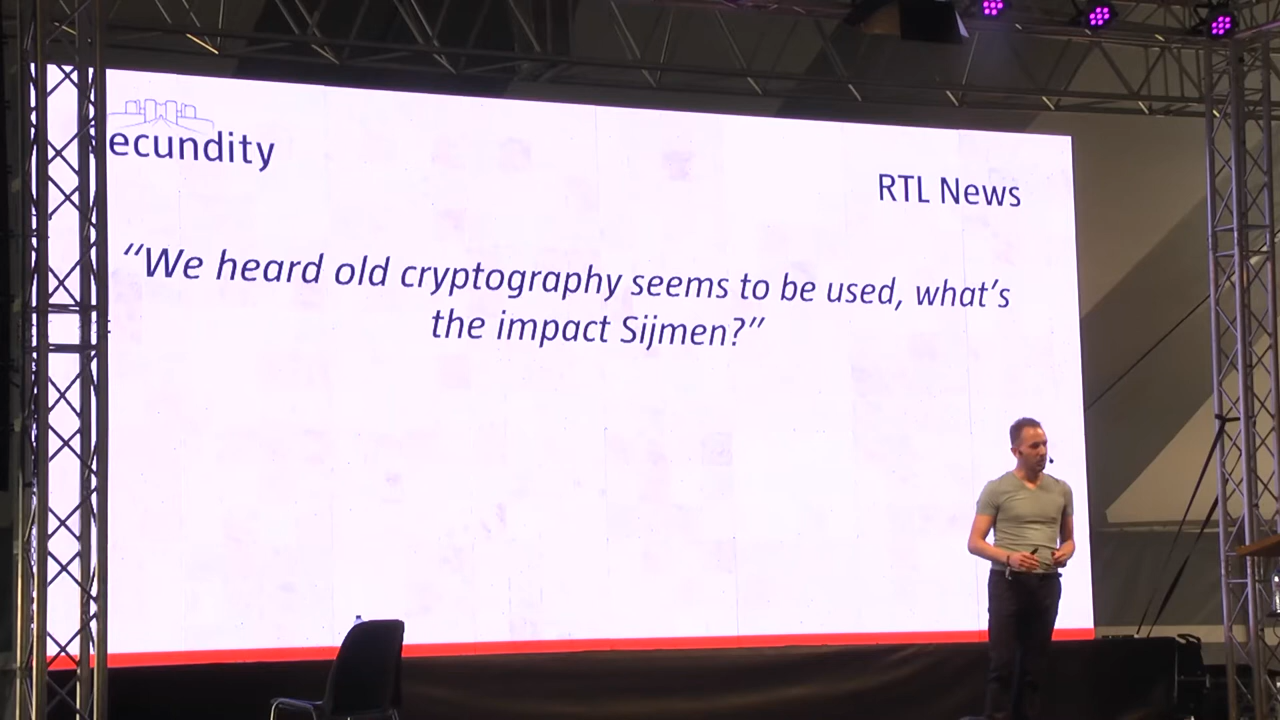 ecundity
RTL News
“We heard old cryptography seems to be used, what’s
the impact Sijmen?”